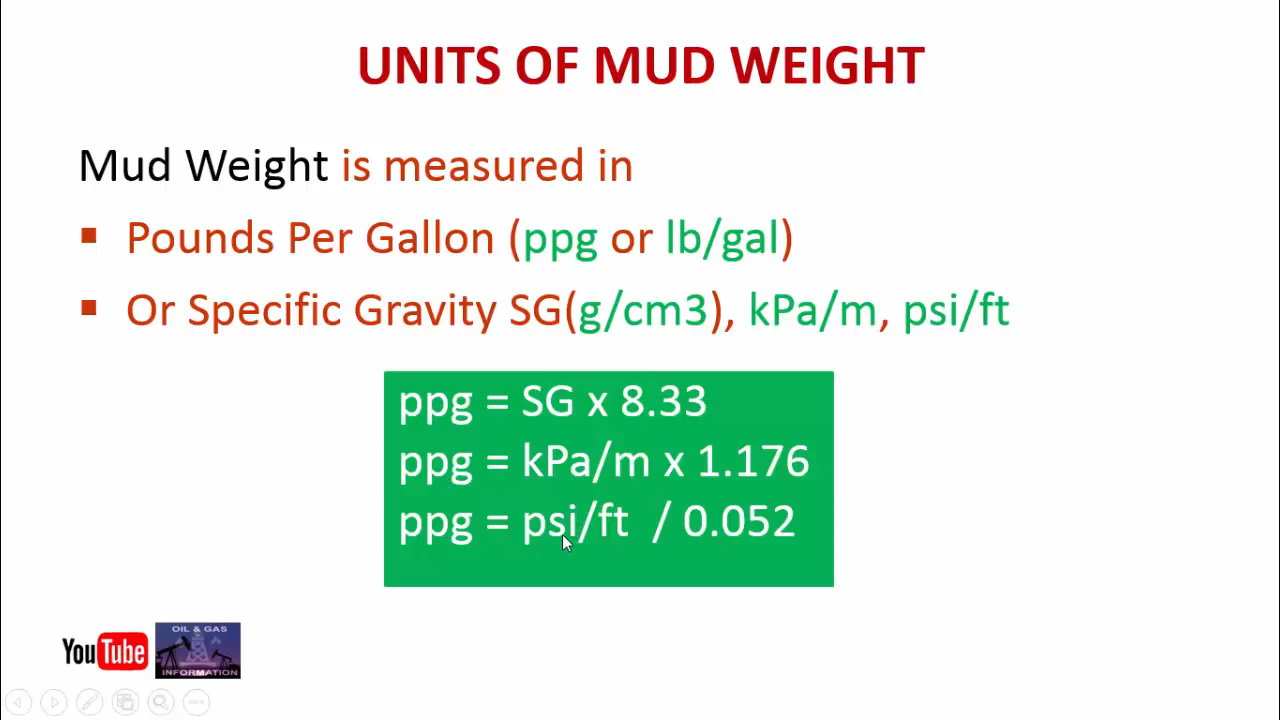 UNITS OF MUD WEIGHT
Mud Weight is measured in
▪ Pounds Per Gallon (ppg or lb/gal)
▪ Or Specific Gravity SG(g/cm3), kPa/m, psi/ft
ppg = SG x 8.33
ppg = kPa/m x 1.176
ppg = psi/ft / 0.052
YouTube
OIL & GAS
INFORMATION